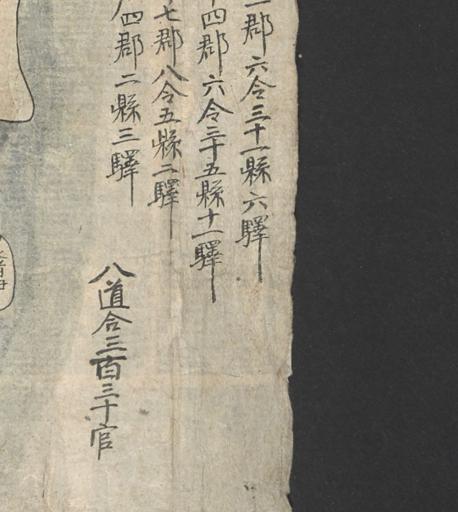 郡六令三十一縣六驛
四郡六令三十五縣十一驛
七郡八令五縣二驛
四郡二縣三驛
八道合三百三十官